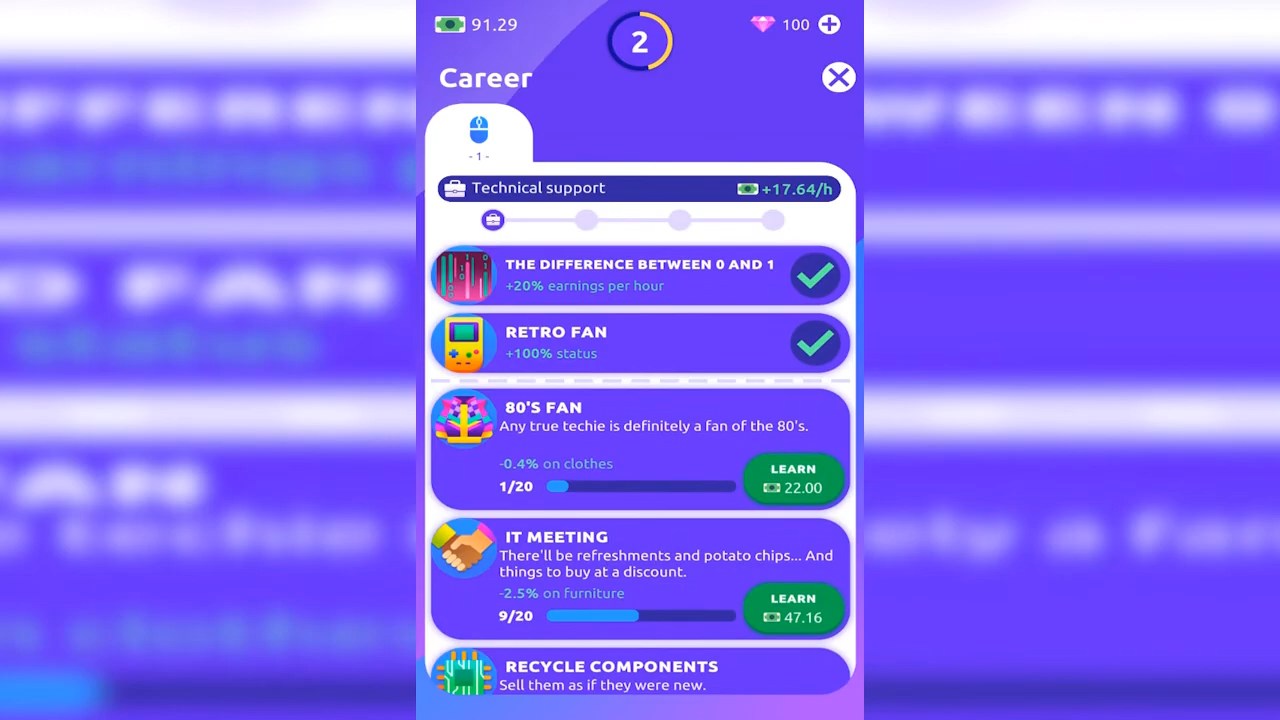 91.29
2
100
Career
- 1 -
Technical support
+17.64/h
THE DIFFERENCE BETWEEN 0 AND 1
+20% earnings per hour
RETRO FAN
+100% status
80'S FAN
Any true techie is definitely a fan of the 80's.
-0.4% on clothes
1/20
LEARN
22.00
IT MEETING
There'll be refreshments and potato chips... And
things to buy at a discount.
-2.5% on furniture
9/20
LEARN
47.16
RECYCLE COMPONENTS
Sell them as if they were new.